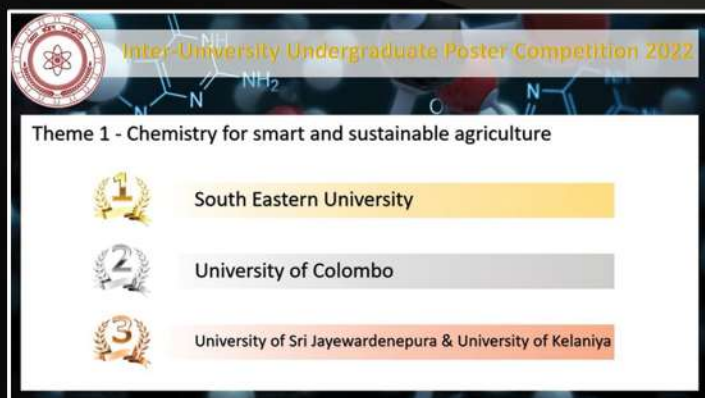 Inter-University Undergraduate Poster Competition 2022
NH2
N
N
O
Theme 1 - Chemistry for smart and sustainable agriculture
1
South Eastern University
2
University of Colombo
3
University of Sri Jayewardenepura & University of Kelaniya